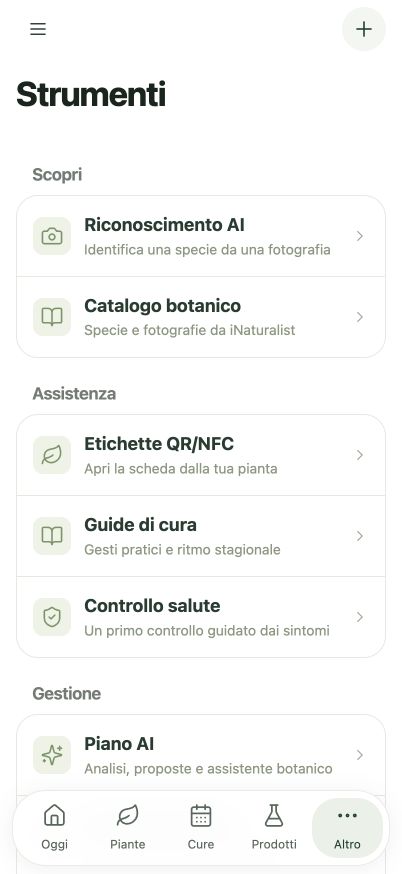 Strumenti
Scopri
Riconoscimento AI
Identifica una specie da una fotografia
Catalogo botanico
Specie e fotografie da iNaturalist
Assistenza
Etichette QR/NFC
Apri la scheda dalla tua pianta
Guide di cura
Gesti pratici e ritmo stagionale
Controllo salute
Un primo controllo guidato dai sintomi
Gestione
Piano AI
Analisi, proposte e assistente botanico
Oggi
Piante
Cure
Prodotti
Altro